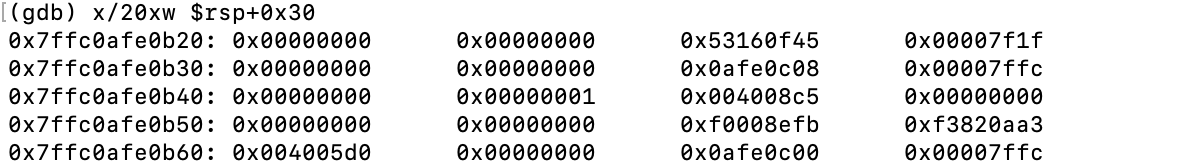 [(gdb) x/20xw $rsp+0x30
0x7ffc0afe0b20: 0x00000000 0x00000000 0x53160f45 0x00007f1f
0x7ffc0afe0b30: 0x00000000 0x00000000 0x0afe0c08 0x00007ffc
0x7ffc0afe0b40: 0x00000000 0x00000001 0x004008c5 0x00000000
0x7ffc0afe0b50: 0x00000000 0x00000000 0xf0008efb 0xf3820aa3
0x7ffc0afe0b60: 0x004005d0 0x00000000 0x0afe0c00 0x00007ffc